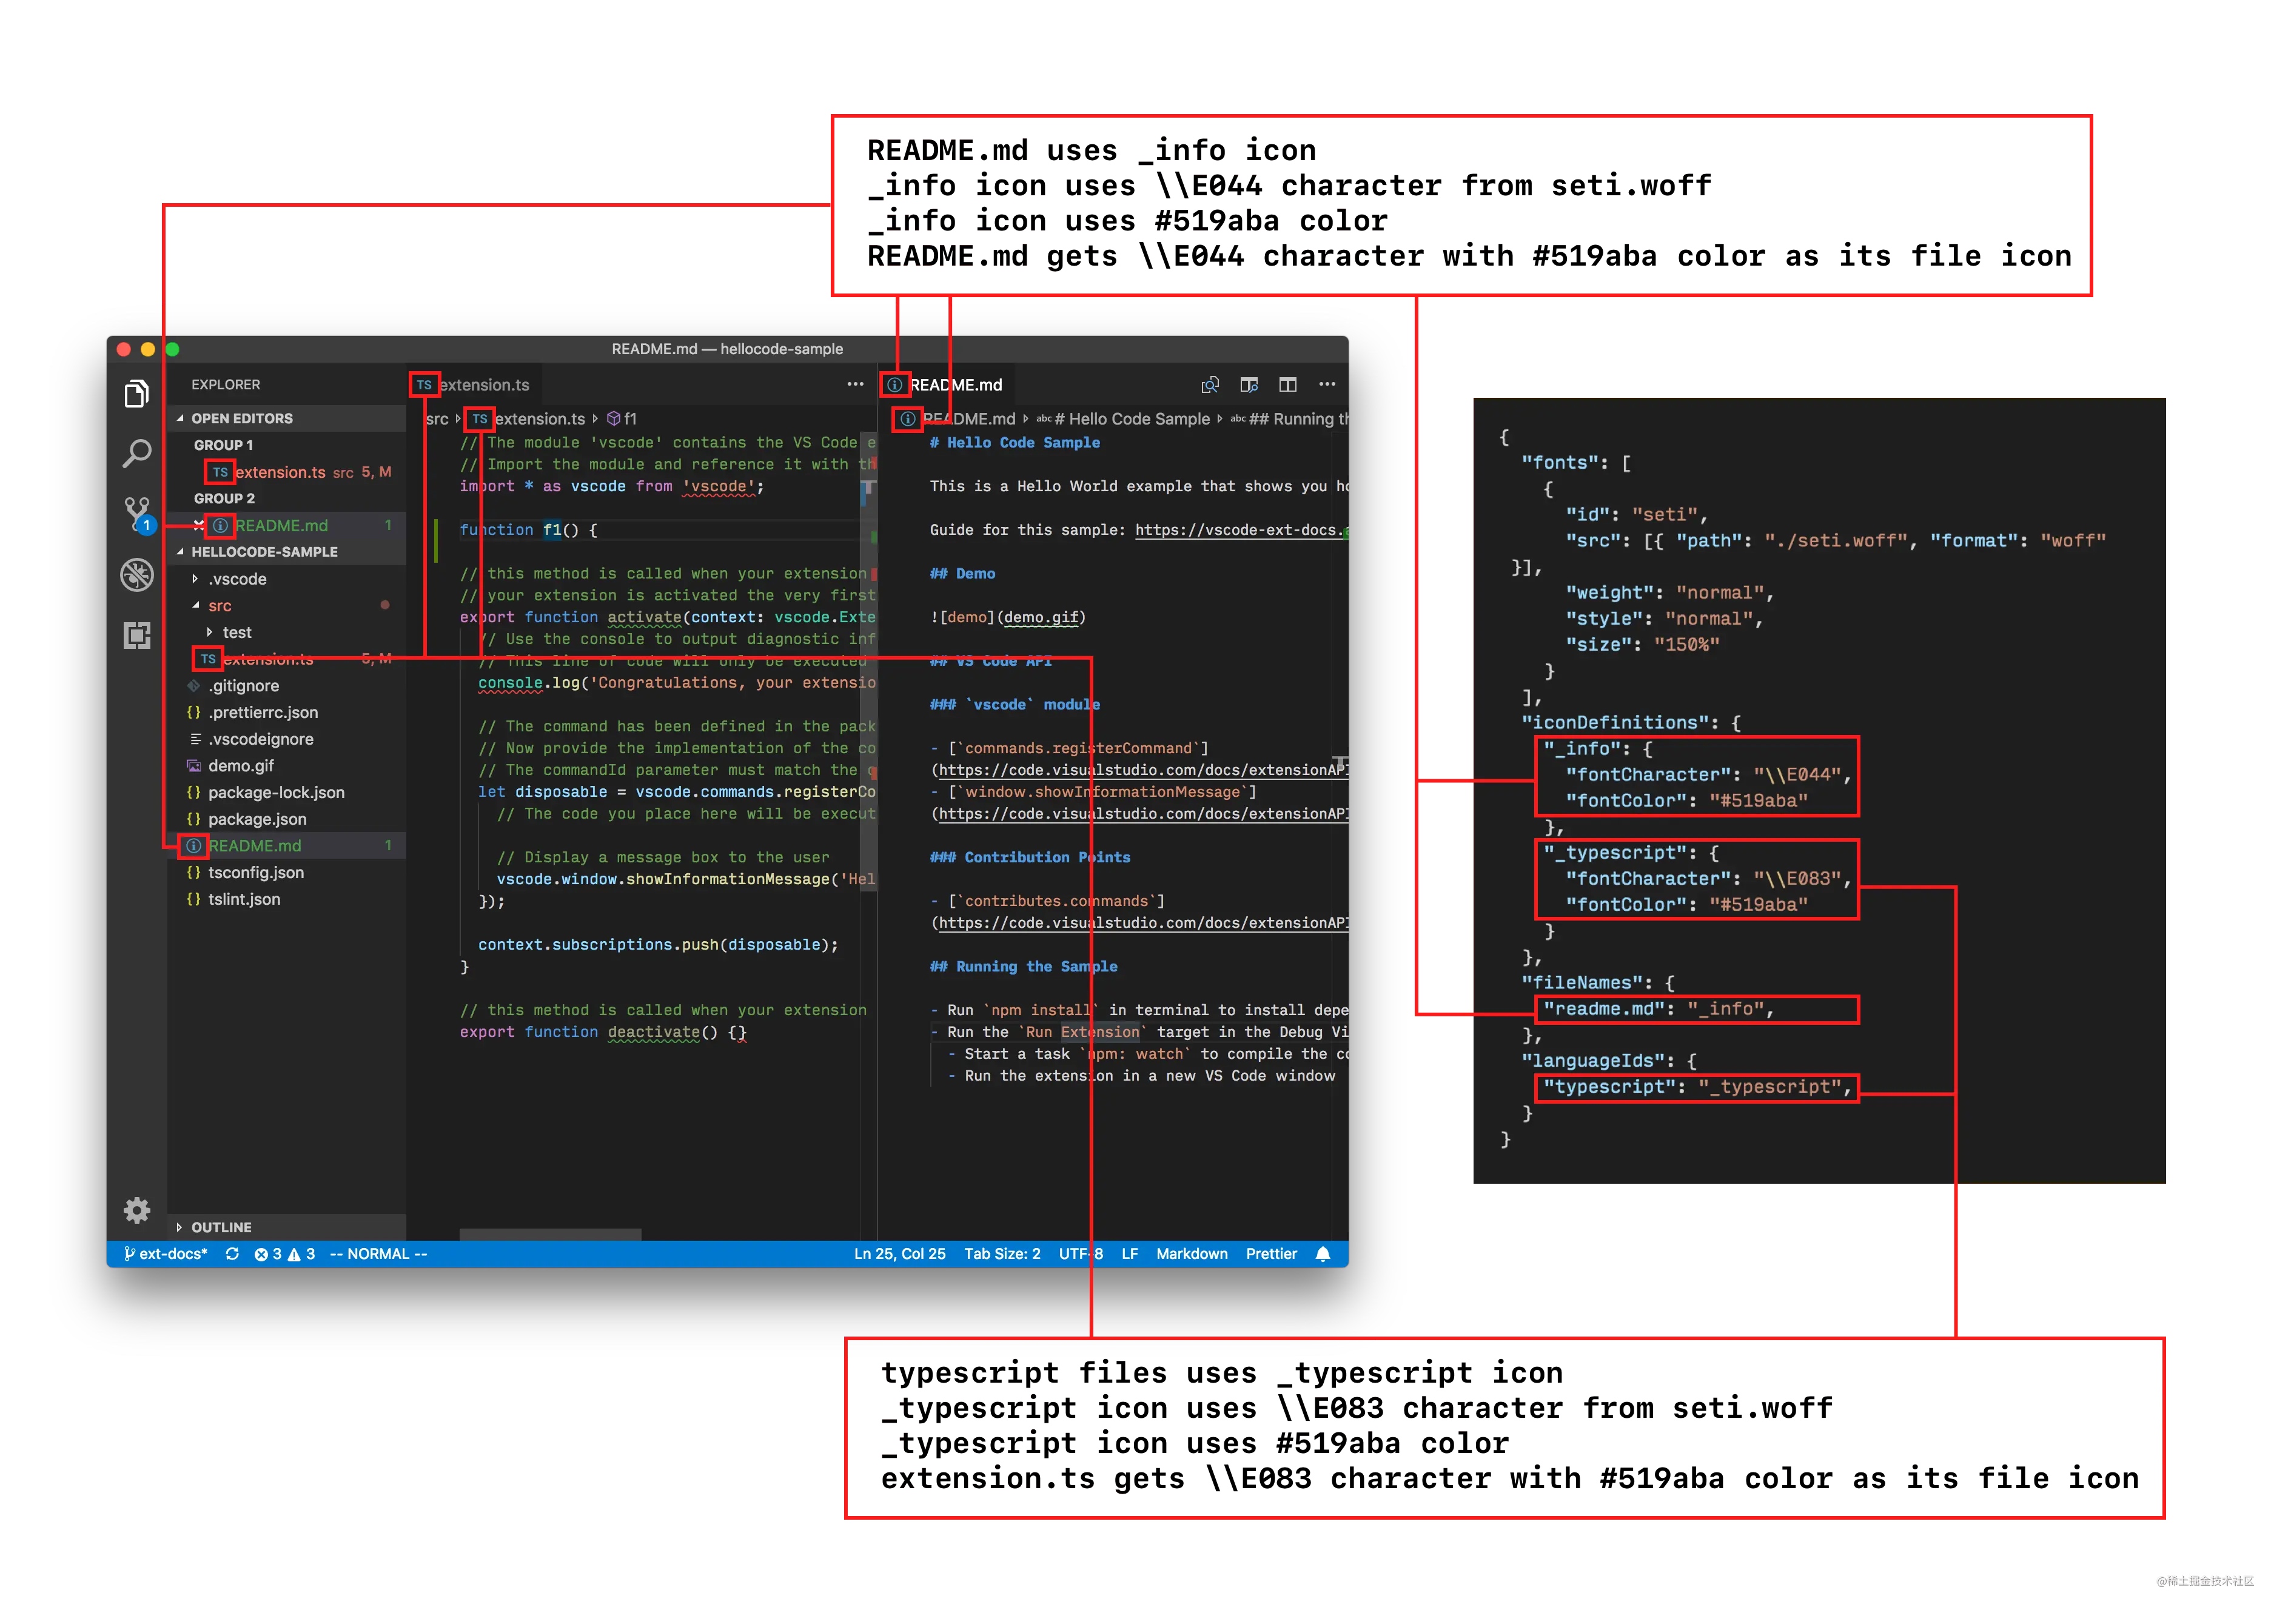 README.md uses _info icon
_info icon uses \\E044 character from seti.woff
_info icon uses #519aba color
README.md gets \\E044 character with #519aba color as its file icon
README.md — hellocode-sample
EXPLORER
OPEN EDITORS
GROUP 1
TS extension.ts src 5, M
GROUP 2
README.md 1
HELLOCODE-SAMPLE
.vscode
src
test
TS extension.ts 5, M
.gitignore
{} .prettierrc.json
.vscodeignore
demo.gif
{} package-lock.json
{} package.json
README.md 1
{} tsconfig.json
{} tslint.json
OUTLINE
1
TS extension.ts
src TS extension.ts f1
// The module 'vscode' contains the VS Code e
// Import the module and reference it with th
import * as vscode from 'vscode';
function f1() {
// this method is called when your extension
// your extension is activated the very first
export function activate(context: vscode.Exte
// Use the console to output diagnostic inf
// This line of code will only be executed
console.log('Congratulations, your extensio
// The command has been defined in the pack
// Now provide the implementation of the co
// The commandId parameter must match the c
let disposable = vscode.commands.registerCo
// The code you place here will be execut
// Display a message box to the user
vscode.window.showInformationMessage('Hel
});
context.subscriptions.push(disposable);
}
// this method is called when your extension
export function deactivate() {}
README.md
README.md abc # Hello Code Sample abc ## Running th
# Hello Code Sample
This is a Hello World example that shows you ho
Guide for this sample: https://vscode-ext-docs.
## Demo
![demo](demo.gif)
## VS Code API
### `vscode` module
- [`commands.registerCommand`]
(https://code.visualstudio.com/docs/extensionAPI
- [`window.showInformationMessage`]
(https://code.visualstudio.com/docs/extensionAPI
### Contribution Points
- [`contributes.commands`]
(https://code.visualstudio.com/docs/extensionAPI
## Running the Sample
- Run `npm install` in terminal to install depe
- Run the `Run Extension` target in the Debug Vi
- Start a task `npm: watch` to compile the co
- Run the extension in a new VS Code window
ext-docs* 3 3 -- NORMAL -- Ln 25, Col 25 Tab Size: 2 UTF-8 LF Markdown Prettier
{
"fonts": [
{
"id": "seti",
"src": [{ "path": "./seti.woff", "format": "woff"
}],
"weight": "normal",
"style": "normal",
"size": "150%"
}
],
"iconDefinitions": {
"_info": {
"fontCharacter": "\\E044",
"fontColor": "#519aba"
},
"_typescript": {
"fontCharacter": "\\E083",
"fontColor": "#519aba"
}
},
"fileNames": {
"readme.md": "_info",
},
"languageIds": {
"typescript": "_typescript",
}
}
typescript files uses _typescript icon
_typescript icon uses \\E083 character from seti.woff
_typescript icon uses #519aba color
extension.ts gets \\E083 character with #519aba color as its file icon
@稀土掘金技术社区